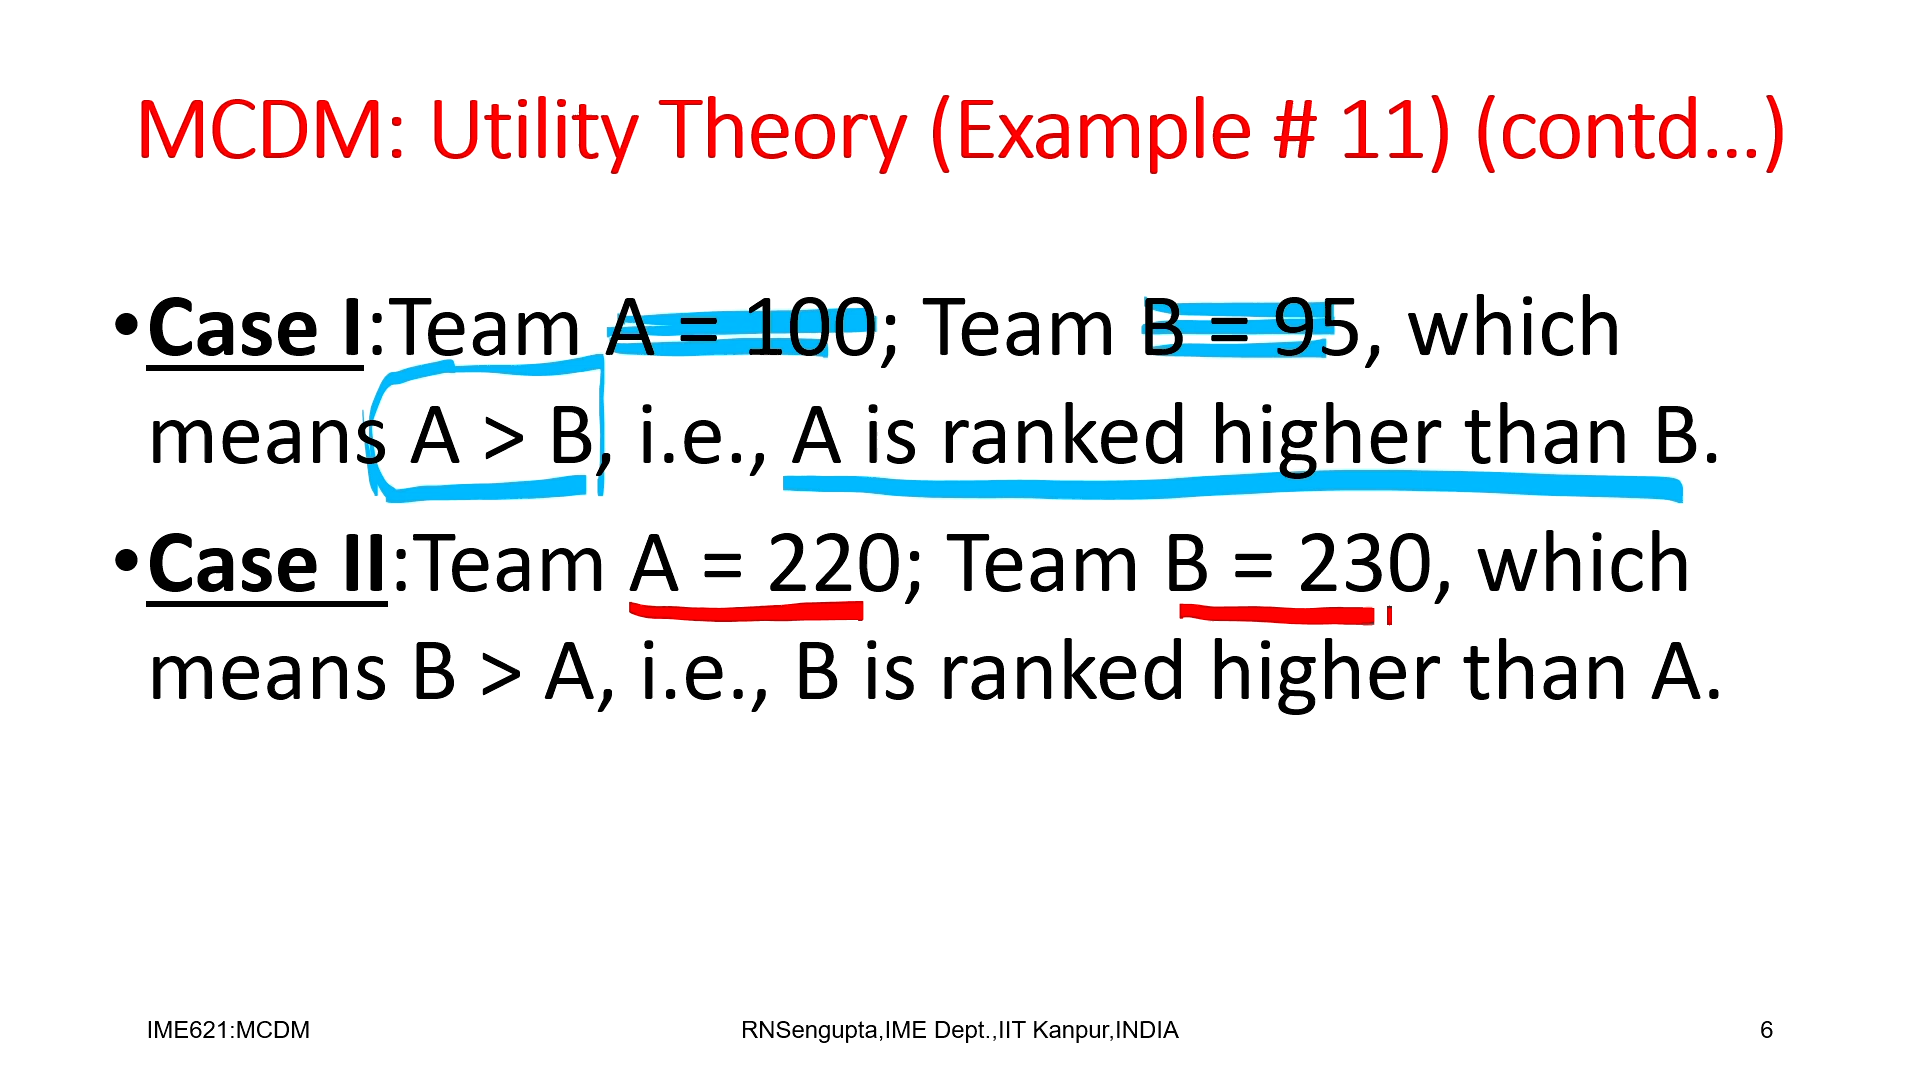 MCDM: Utility Theory (Example # 11) (contd...)
•Case I:Team A = 100; Team B = 95, which
means A > B, i.e., A is ranked higher than B.
•Case II:Team A = 220; Team B = 230, which
means B > A, i.e., B is ranked higher than A.
IME621:MCDM RNSengupta,IME Dept.,IIT Kanpur,INDIA 6